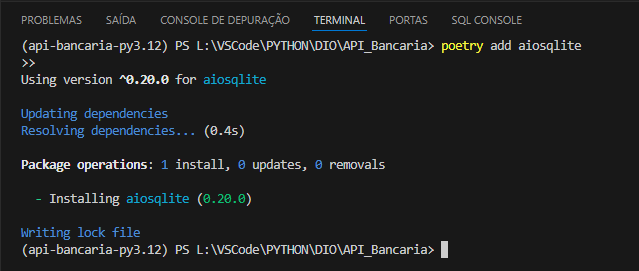 PROBLEMAS SAÍDA CONSOLE DE DEPURAÇÃO TERMINAL PORTAS SQL CONSOLE
(api-bancaria-py3.12) PS L:\VSCode\PYTHON\DIO\API_Bancaria> poetry add aiosqlite
>>
Using version ^0.20.0 for aiosqlite
Updating dependencies
Resolving dependencies... (0.4s)
Package operations: 1 install, 0 updates, 0 removals
- Installing aiosqlite (0.20.0)
Writing lock file
(api-bancaria-py3.12) PS L:\VSCode\PYTHON\DIO\API_Bancaria>